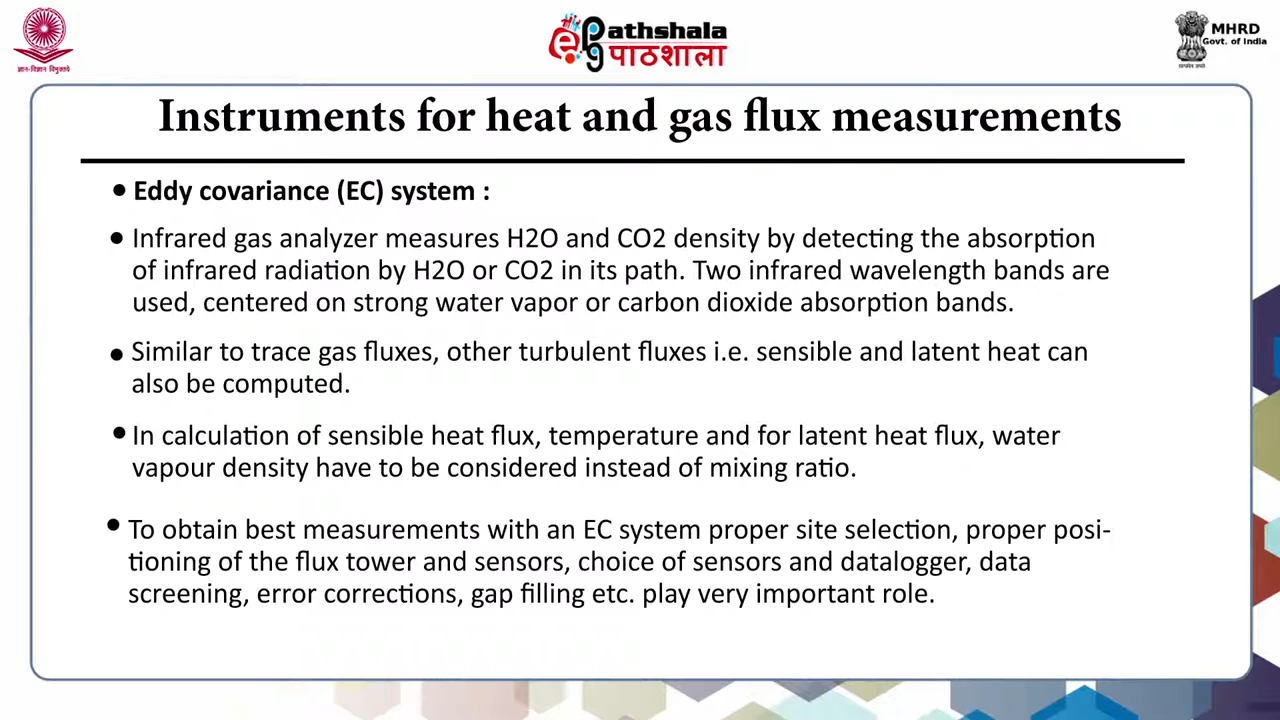 ज्ञान-विज्ञान विमुक्तये
ePathshala
पाठशाला
MHRD
Govt. of India
सत्यमेव जयते
Instruments for heat and gas flux measurements
• Eddy covariance (EC) system :
• Infrared gas analyzer measures H2O and CO2 density by detecting the absorption
of infrared radiation by H2O or CO2 in its path. Two infrared wavelength bands are
used, centered on strong water vapor or carbon dioxide absorption bands.
• Similar to trace gas fluxes, other turbulent fluxes i.e. sensible and latent heat can
also be computed.
• In calculation of sensible heat flux, temperature and for latent heat flux, water
vapour density have to be considered instead of mixing ratio.
• To obtain best measurements with an EC system proper site selection, proper posi-
tioning of the flux tower and sensors, choice of sensors and datalogger, data
screening, error corrections, gap filling etc. play very important role.